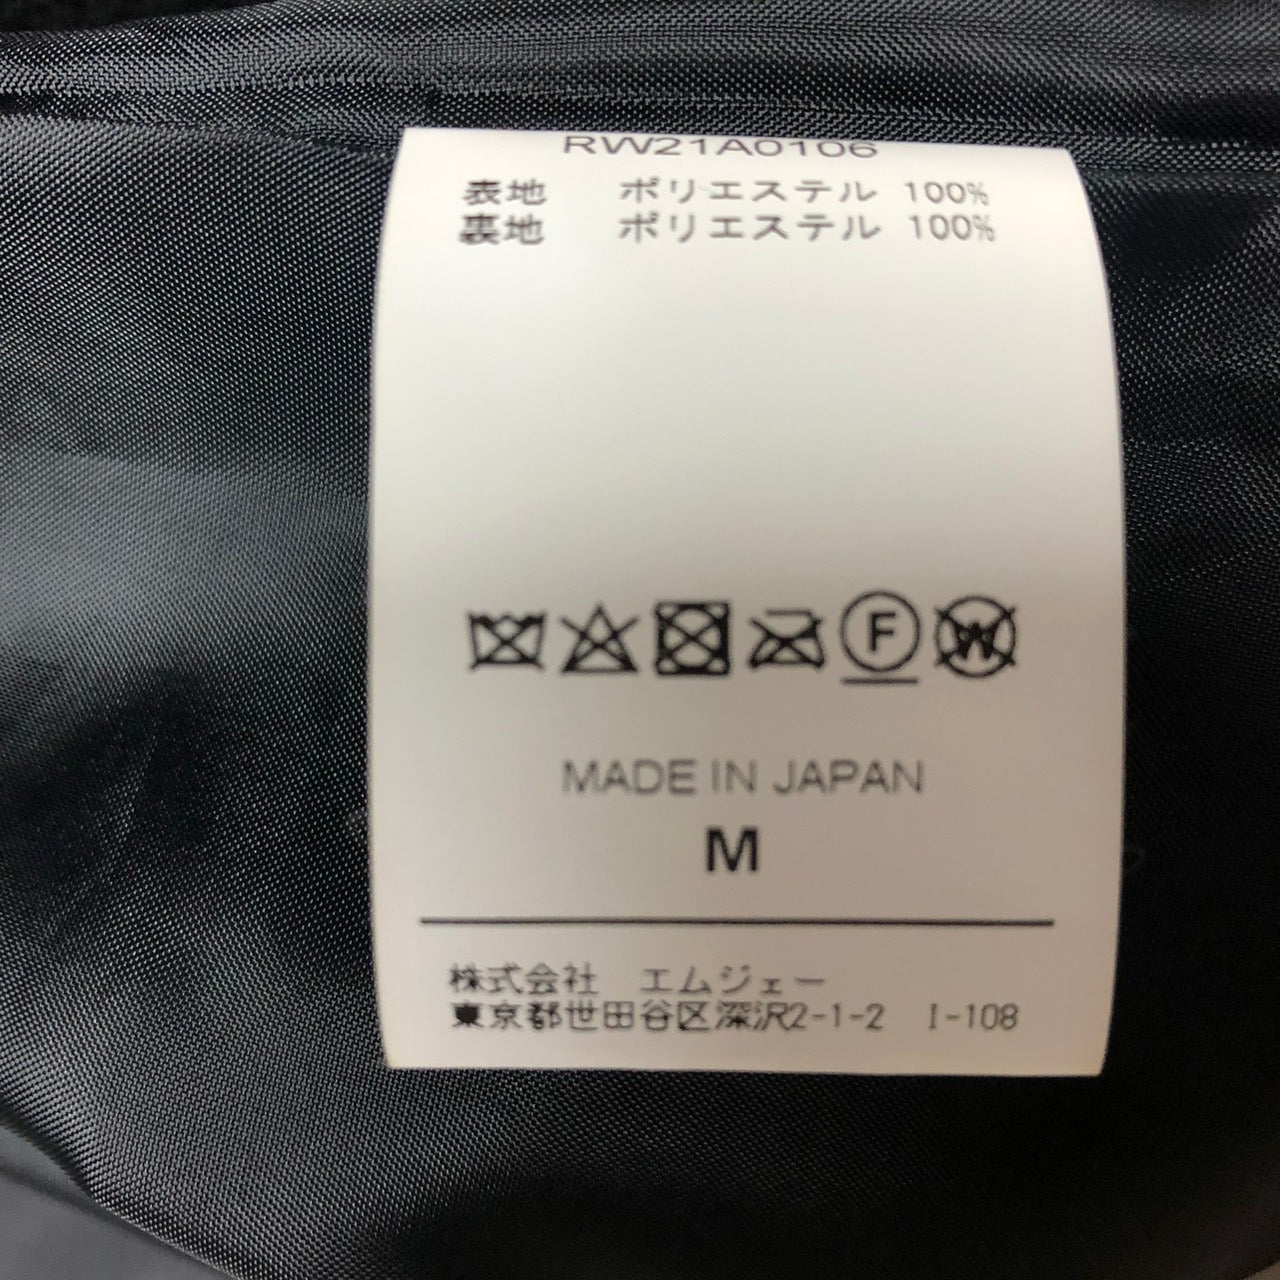 RW21A0106
表地 ポリエステル 100%
裏地 ポリエステル 100%
F W
MADE IN JAPAN
M
株式会社 エムジェー
東京都世田谷区深沢2-1-2 I-108